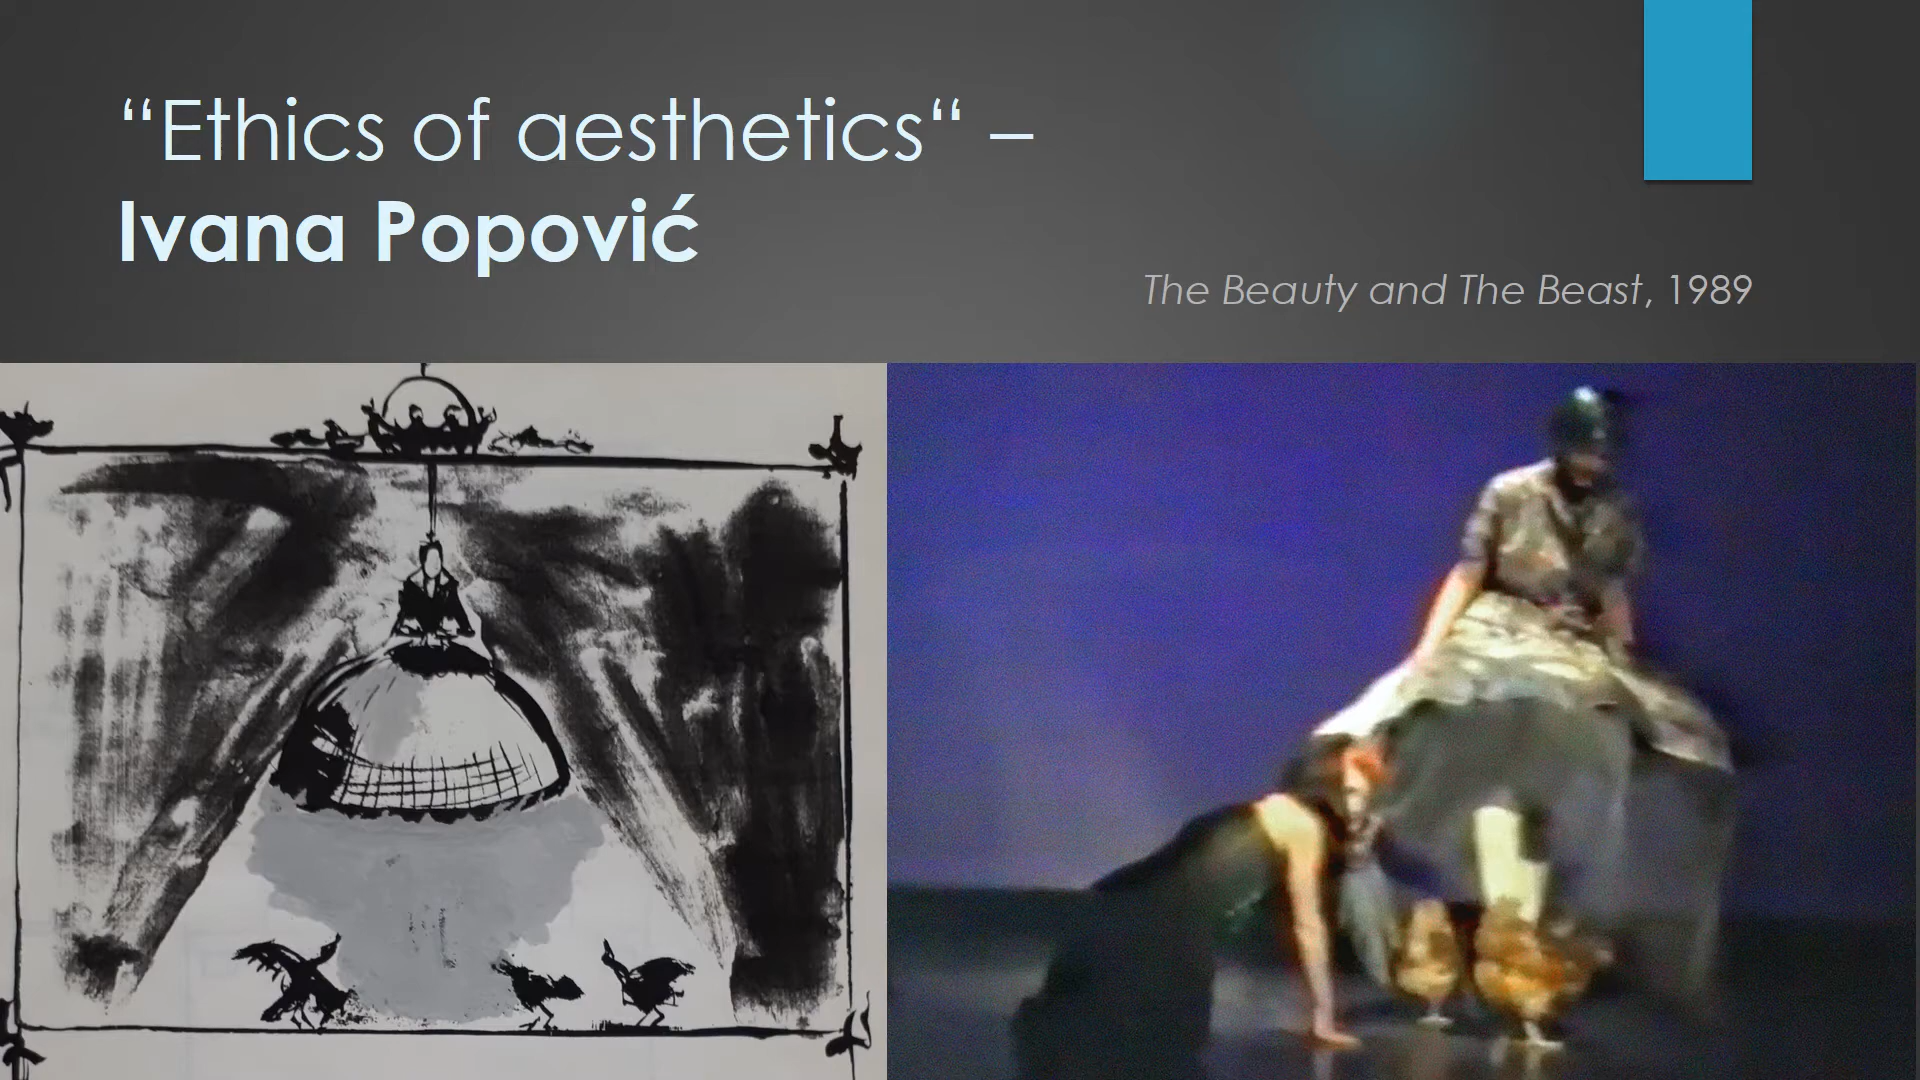 “Ethics of aesthetics“ –
Ivana Popović
The Beauty and The Beast, 1989